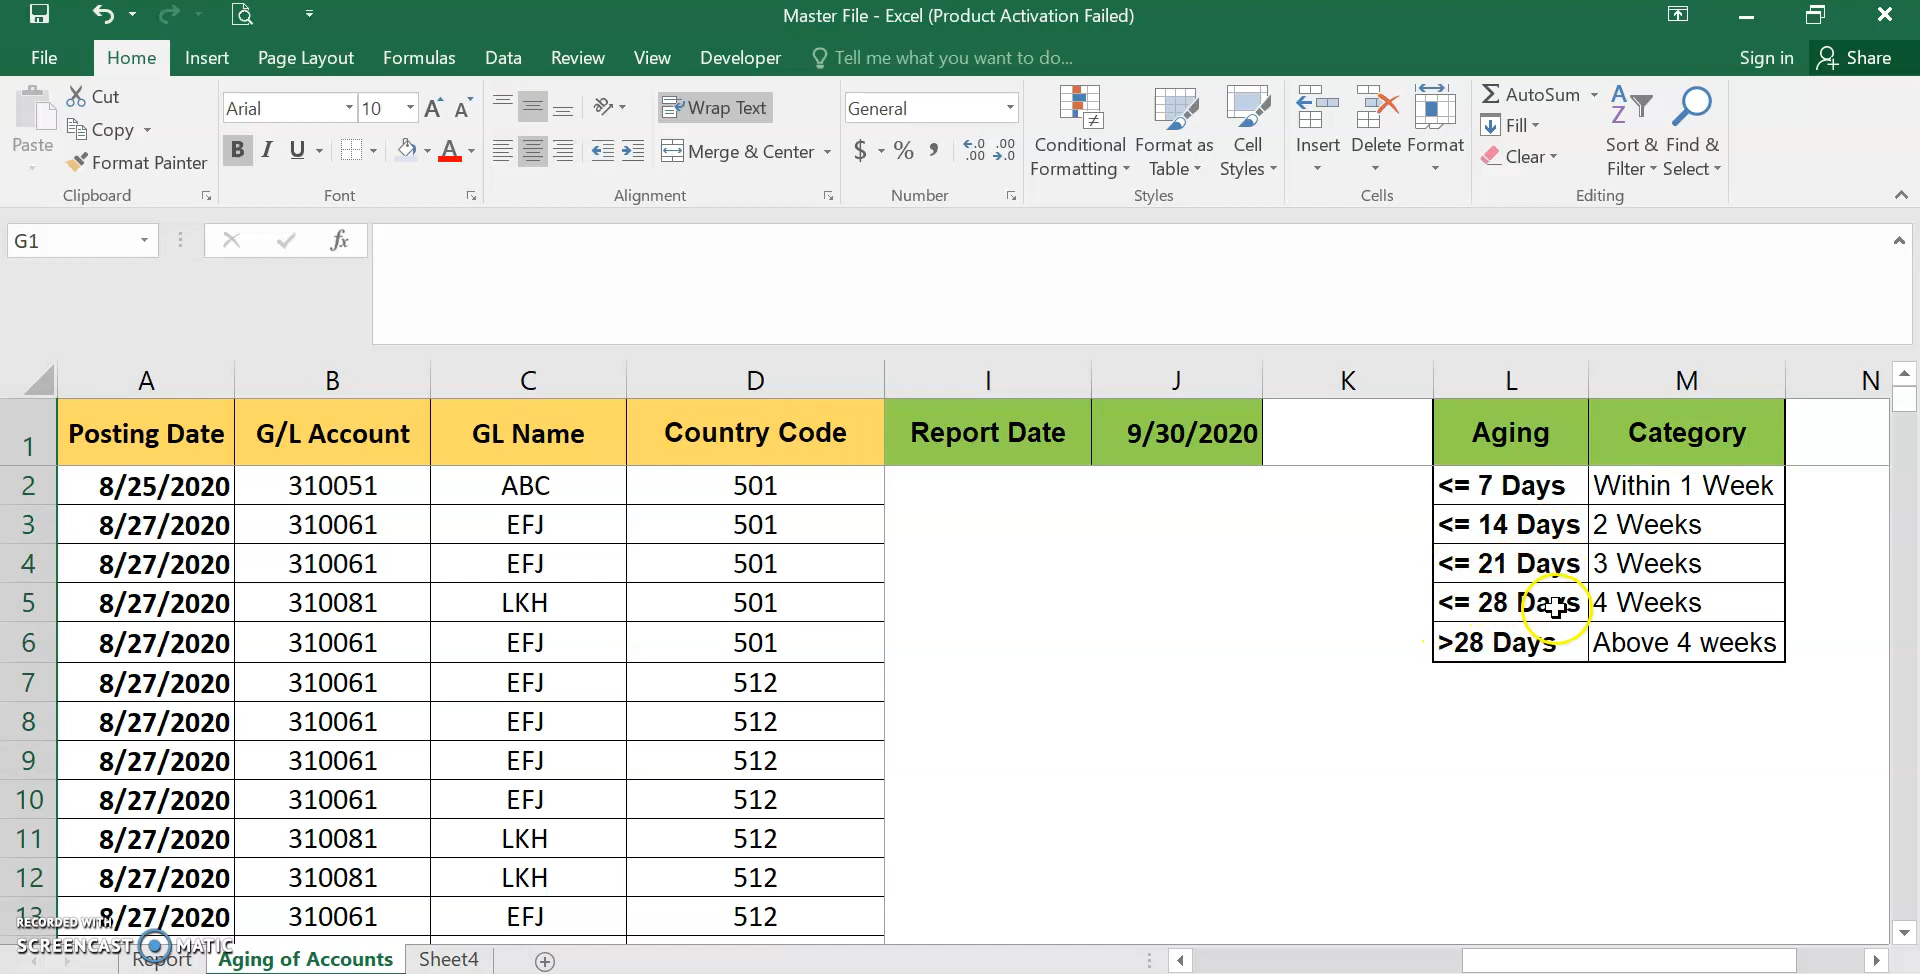 Master File - Excel (Product Activation Failed)
File Home Insert Page Layout Formulas Data Review View Developer Tell me what you want to do... Sign in Share
Paste
Cut
Copy
Format Painter
Clipboard
Arial 10 A A
B I U A
Font
Wrap Text
Merge & Center
Alignment
General
$ % , .00 .0 .00 .0
Number
Conditional Formatting
Format as Table
Cell Styles
Styles
Insert Delete Format
Cells
AutoSum
Fill
Clear
Sort & Filter
Find & Select
Editing
G1 fx
A B C D I J K L M N
1 Posting Date G/L Account GL Name Country Code Report Date 9/30/2020 Aging Category
2 8/25/2020 310051 ABC 501 <= 7 Days Within 1 Week
3 8/27/2020 310061 EFJ 501 <= 14 Days 2 Weeks
4 8/27/2020 310061 EFJ 501 <= 21 Days 3 Weeks
5 8/27/2020 310081 LKH 501 <= 28 Days 4 Weeks
6 8/27/2020 310061 EFJ 501 >28 Days Above 4 weeks
7 8/27/2020 310061 EFJ 512
8 8/27/2020 310061 EFJ 512
9 8/27/2020 310061 EFJ 512
10 8/27/2020 310061 EFJ 512
11 8/27/2020 310081 LKH 512
12 8/27/2020 310081 LKH 512
13 8/27/2020 310061 EFJ 512
RECORDED WITH
SCREENCAST MATIC
Report Aging of Accounts Sheet4